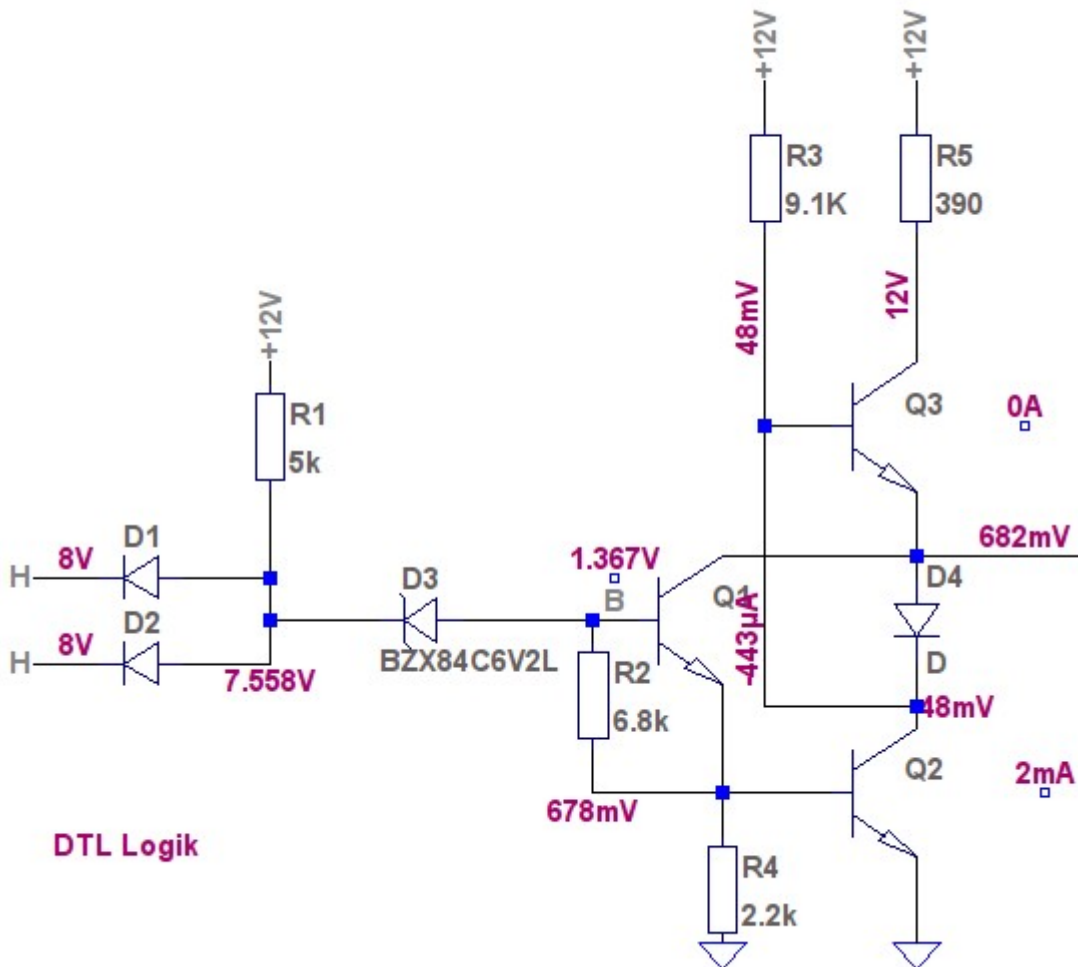 +12V
+12V
R3
9.1K
R5
390
48mV
12V
+12V
R1
5k
Q3
0A
D1
H
8V
D2
H
8V
7.558V
D3
BZX84C6V2L
1.367V
B
Q1
682mV
D4
D
-443µA
48mV
R2
6.8k
678mV
Q2
2mA
R4
2.2k
DTL Logik